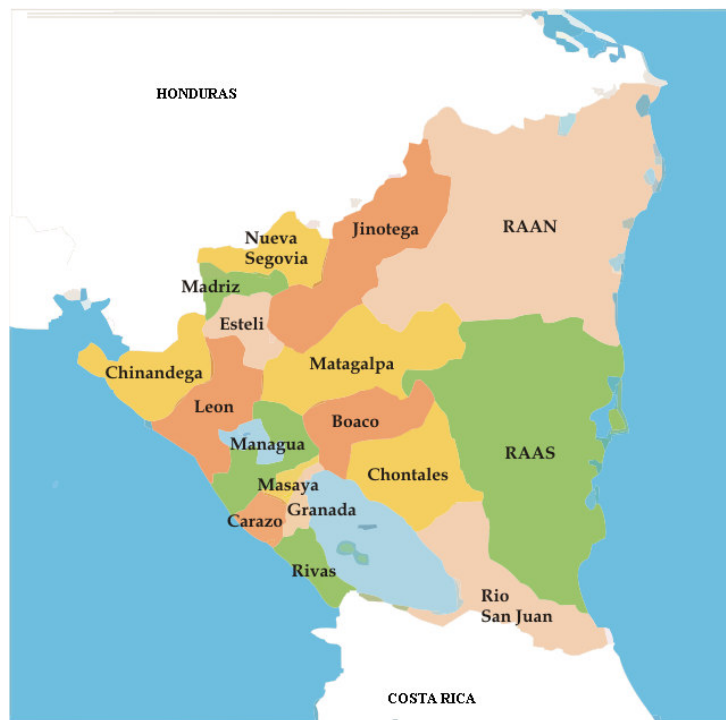 HONDURAS
Jinotega
RAAN
Nueva
Segovia
Madriz
Esteli
Matagalpa
Chinandega
Leon
Boaco
Managua
RAAS
Chontales
Masaya
Granada
Carazo
Rivas
Rio
San Juan
COSTA RICA